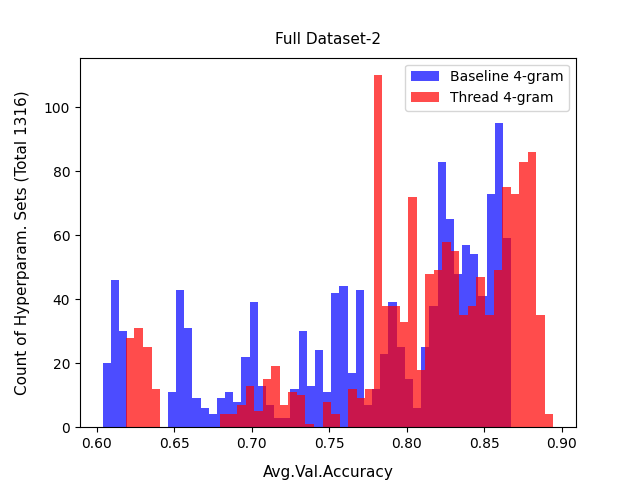 Full Dataset-2
Baseline 4-gram
Thread 4-gram
Count of Hyperparam. Sets (Total 1316)
100
80
60
40
20
0
0.60 0.65 0.70 0.75 0.80 0.85 0.90
Avg.Val.Accuracy